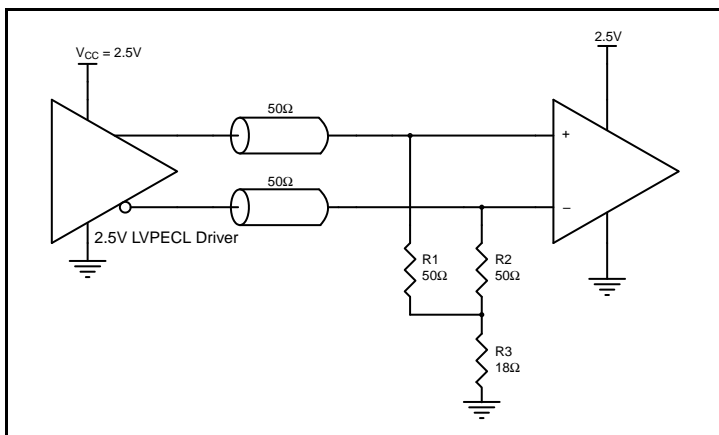 V_CC = 2.5V
2.5V
50Ω
+
50Ω
−
2.5V LVPECL Driver
R1
50Ω
R2
50Ω
R3
18Ω